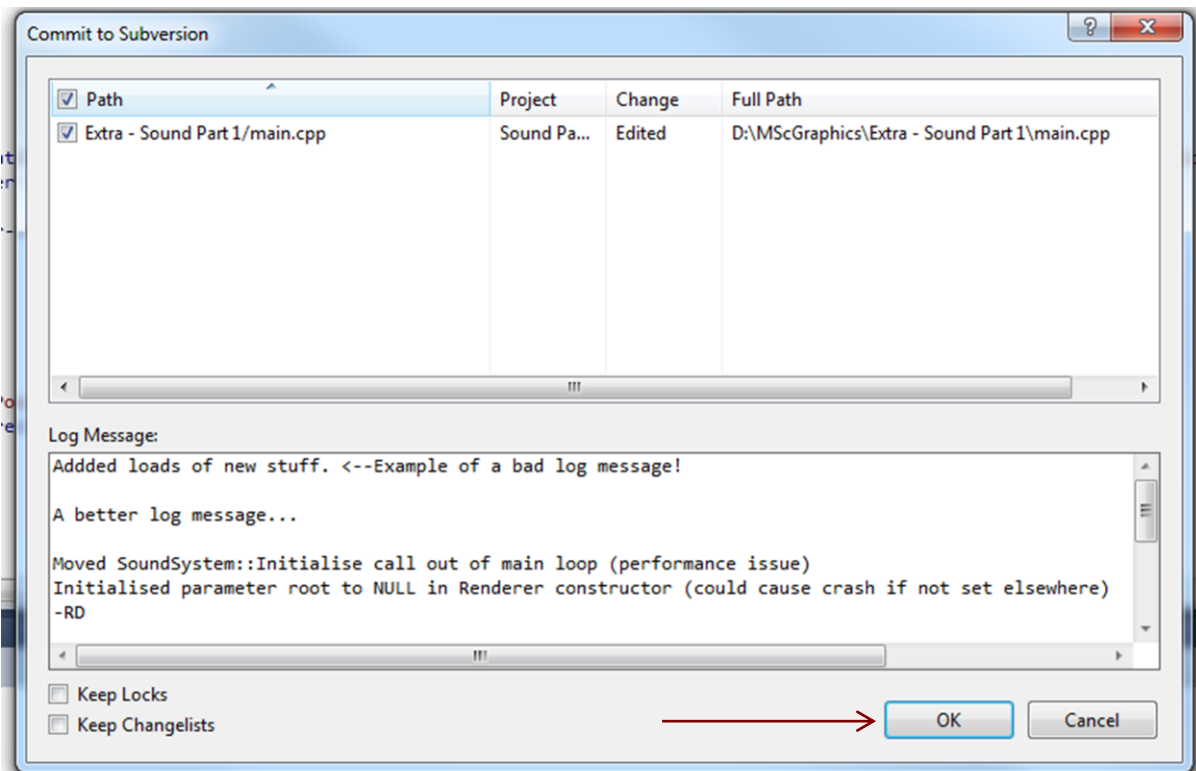 Commit to Subversion
Path Project Change Full Path
Extra - Sound Part 1/main.cpp Sound Pa... Edited D:\MScGraphics\Extra - Sound Part 1\main.cpp
Log Message:
Addded loads of new stuff. <--Example of a bad log message!
A better log message...
Moved SoundSystem::Initialise call out of main loop (performance issue)
Initialised parameter root to NULL in Renderer constructor (could cause crash if not set elsewhere)
-RD
Keep Locks
Keep Changelists
OK Cancel